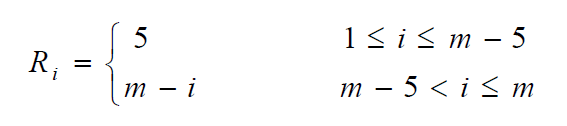 R_i = { 5    1 ≤ i ≤ m − 5
m − i    m − 5 < i ≤ m